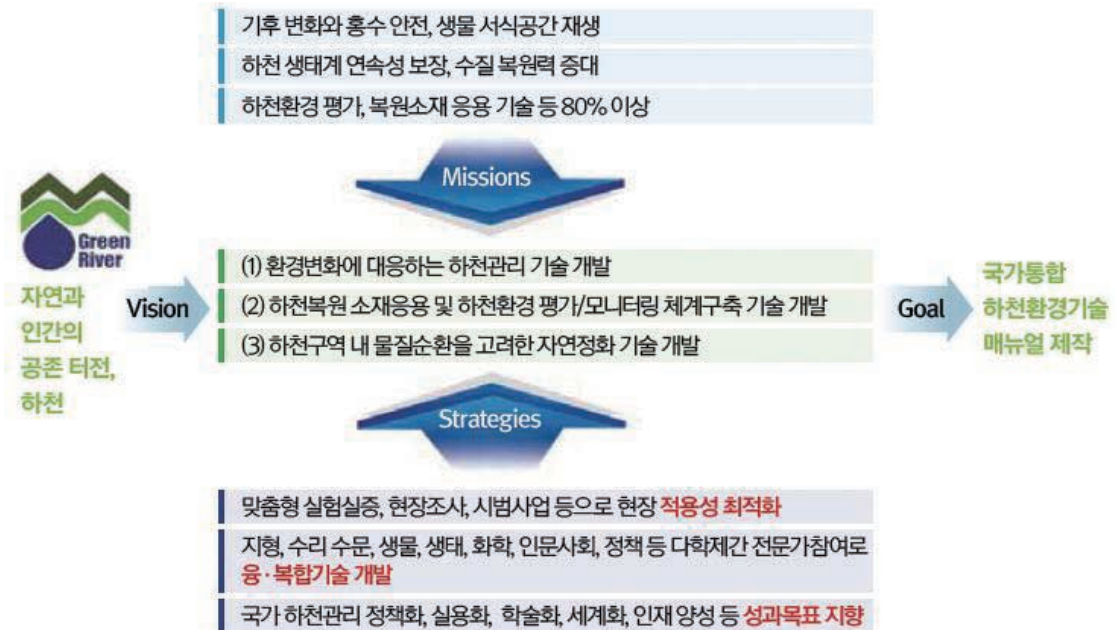 기후 변화와 홍수 안전, 생물 서식공간 재생
하천 생태계 연속성 보장, 수질 복원력 증대
하천환경 평가, 복원소재 응용 기술 등 80% 이상
Missions
Green
River
자연과
인간의
공존 터전,
하천
Vision
(1) 환경변화에 대응하는 하천관리 기술 개발
(2) 하천복원 소재응용 및 하천환경 평가/모니터링 체계구축 기술 개발
(3) 하천구역 내 물질순환을 고려한 자연정화 기술 개발
Goal
국가통합
하천환경기술
매뉴얼 제작
Strategies
맞춤형 실험실증, 현장조사, 시범사업 등으로 현장 적용성 최적화
지형, 수리 수문, 생물, 생태, 화학, 인문사회, 정책 등 다학제간 전문가참여로
융·복합기술 개발
국가 하천관리 정책화, 실용화, 학술화, 세계화, 인재 양성 등 성과목표 지향